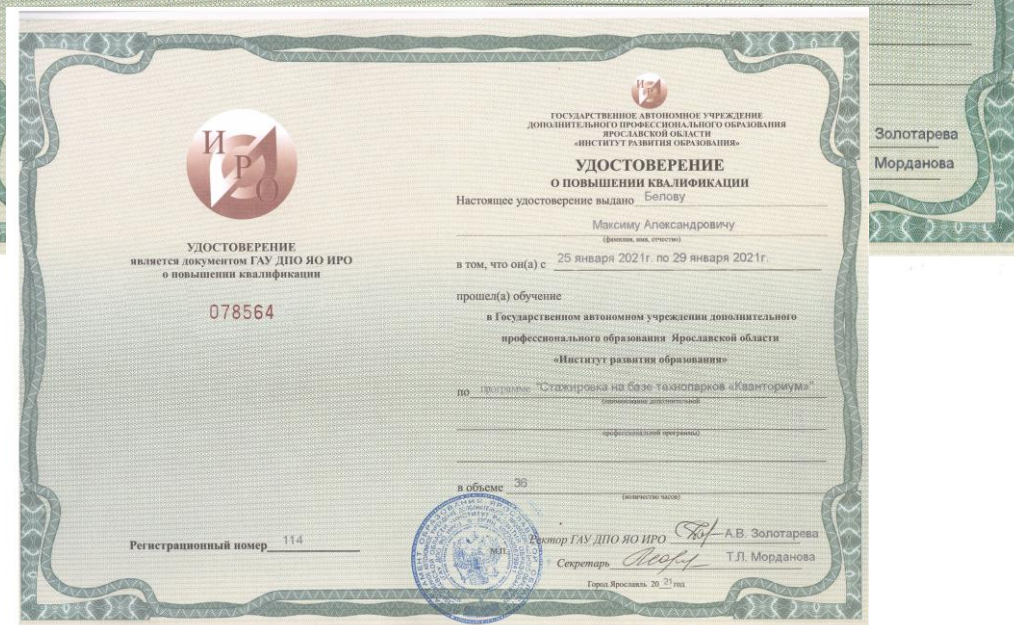 Золотарева
Морданова
И
Р
О
УДОСТОВЕРЕНИЕ
является документом ГАУ ДПО ЯО ИРО
о повышении квалификации
078564
Регистрационный номер 114
ГОСУДАРСТВЕННОЕ АВТОНОМНОЕ УЧРЕЖДЕНИЕ
ДОПОЛНИТЕЛЬНОГО ПРОФЕССИОНАЛЬНОГО ОБРАЗОВАНИЯ
ЯРОСЛАВСКОЙ ОБЛАСТИ
«ИНСТИТУТ РАЗВИТИЯ ОБРАЗОВАНИЯ»
УДОСТОВЕРЕНИЕ
О ПОВЫШЕНИИ КВАЛИФИКАЦИИ
Настоящее удостоверение выдано Белову
Максиму Александровичу
(фамилия, имя, отчество)
в том, что он(а) с 25 января 2021г. по 29 января 2021г.
прошел(а) обучение
в Государственном автономном учреждении дополнительного
профессионального образования Ярославской области
«Институт развития образования»
по программе "Стажировка на базе технопарков «Кванториум»"
(наименование дополнительной
профессиональной программы)
в объеме 36
(количество часов)
М.П.
Ректор ГАУ ДПО ЯО ИРО А.В. Золотарева
Секретарь Т.Л. Морданова
Город Ярославль 20 21 год